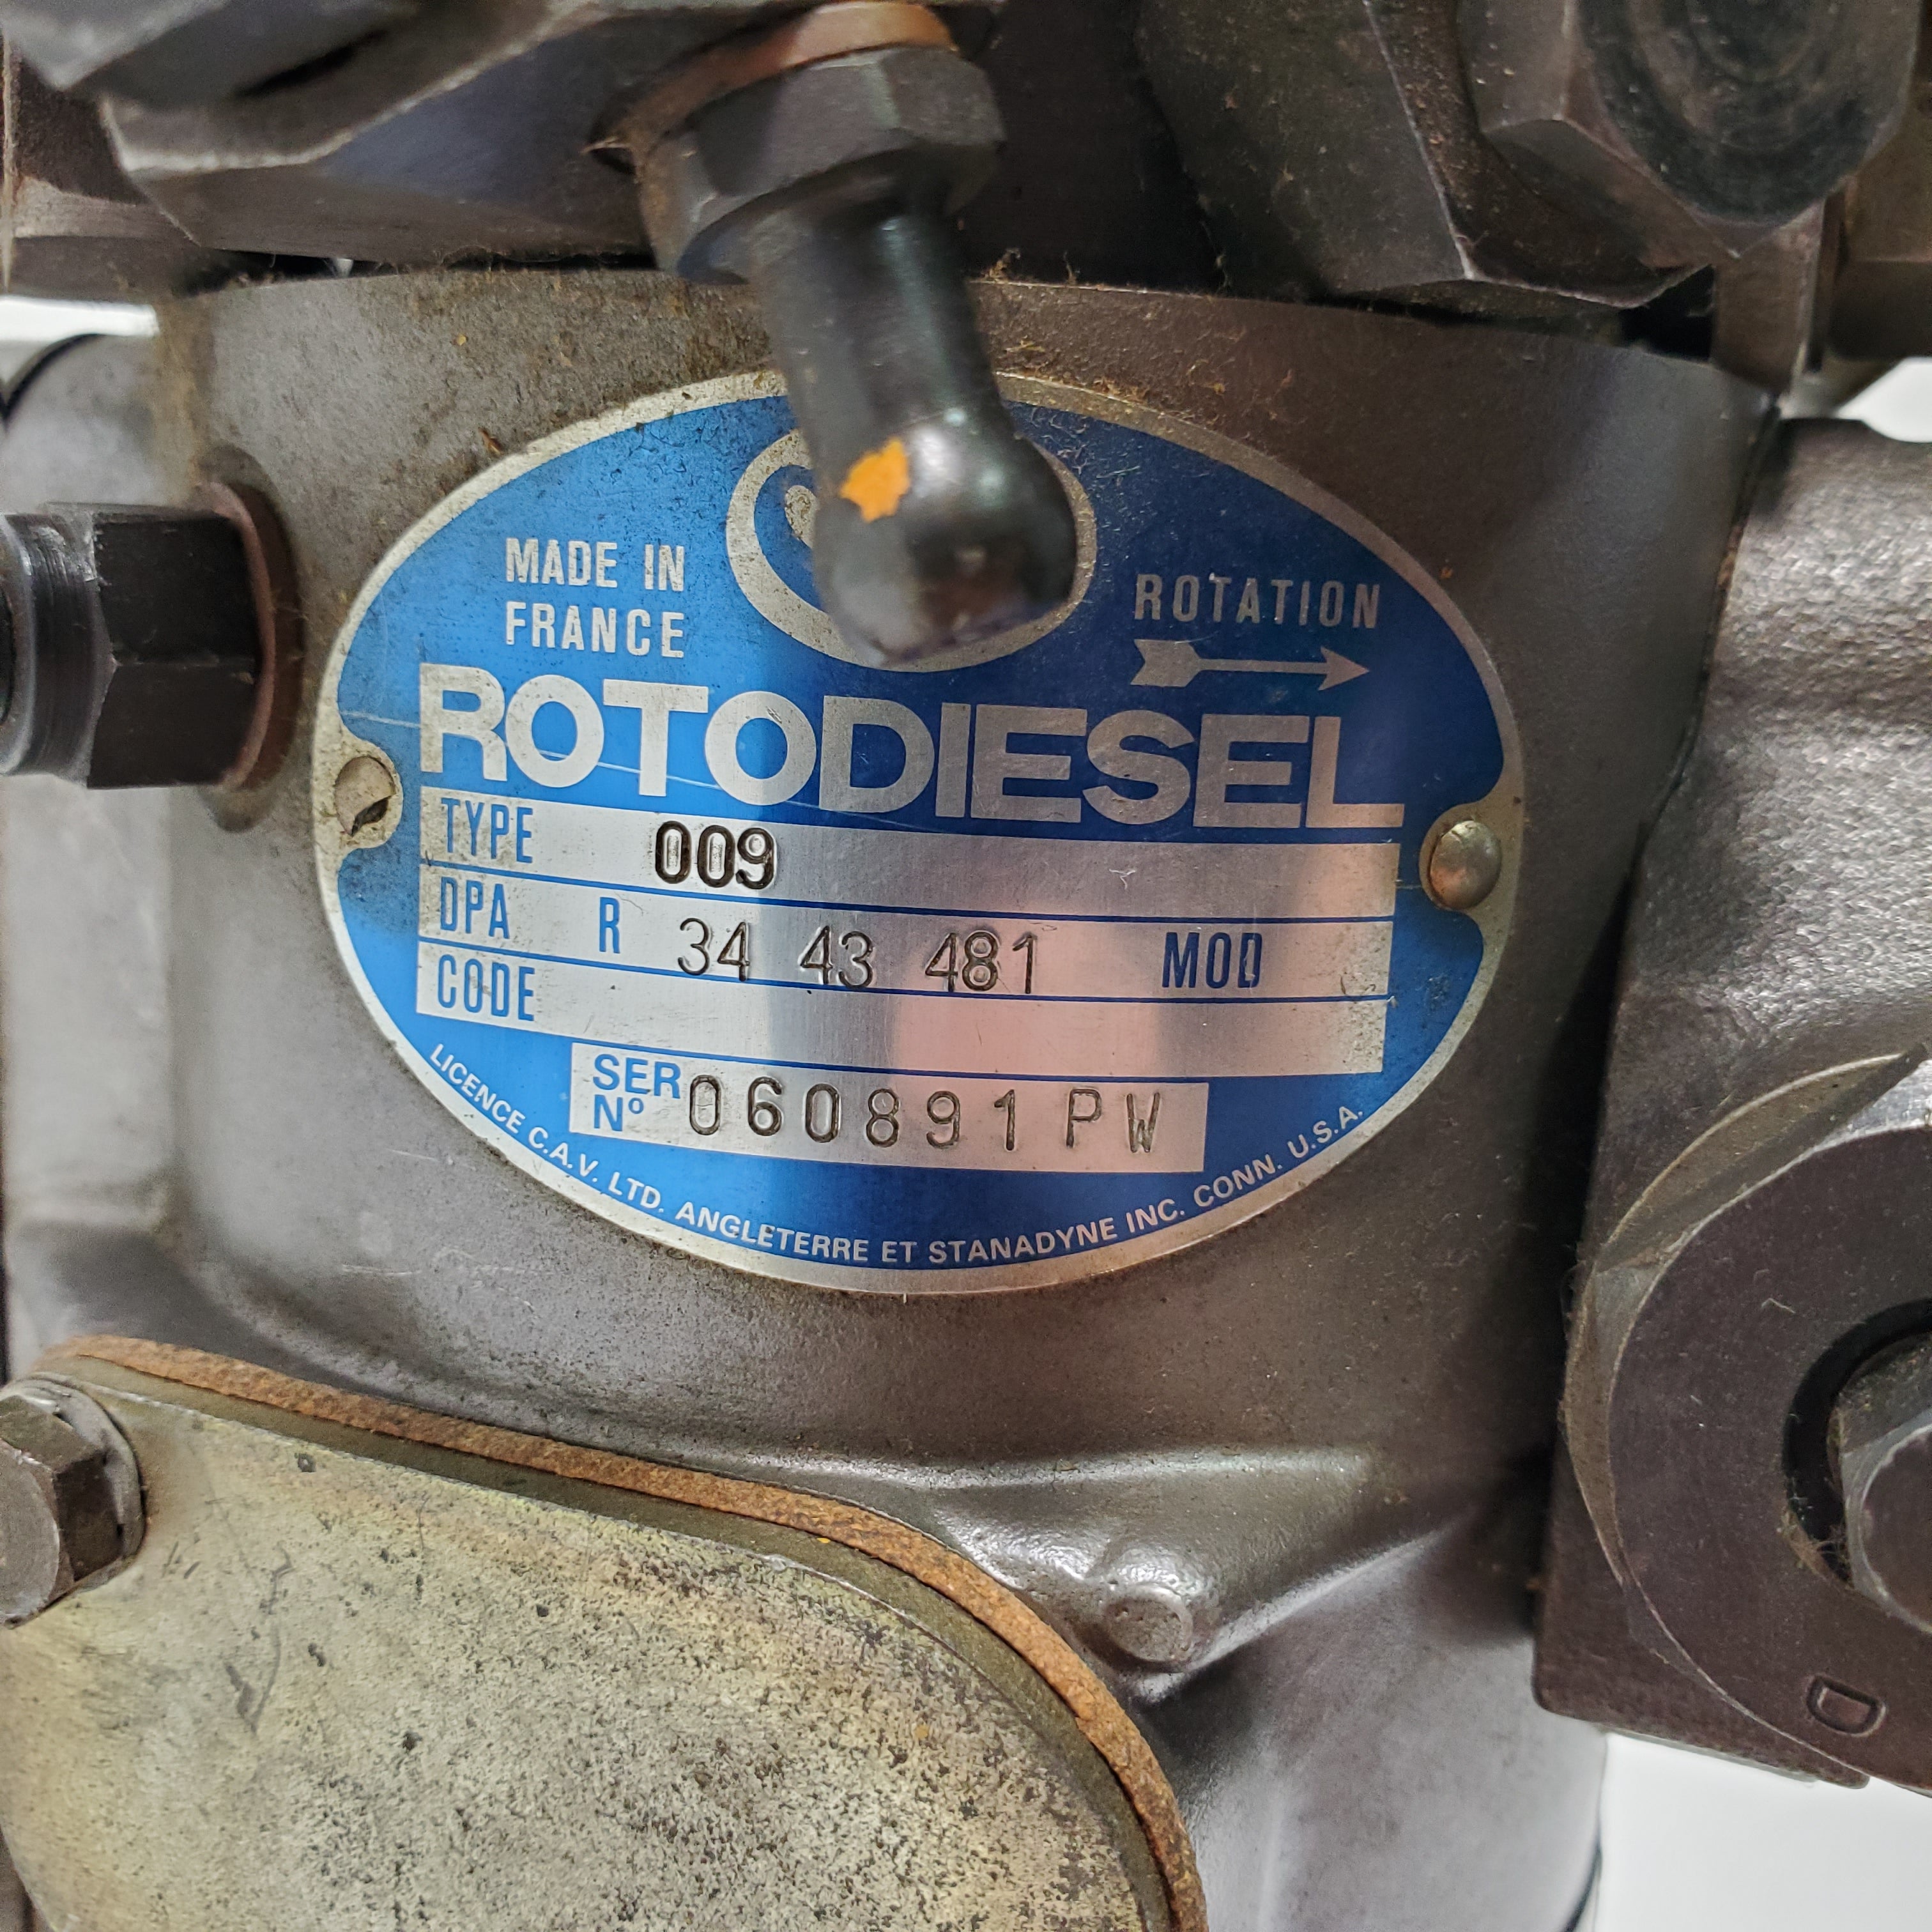 MADE IN
FRANCE
ROTATION
ROTODIESEL
TYPE 009
DPA R 34 43 481 MOD
CODE
SER
Nº 060891PW
LICENCE C.A.V. LTD. ANGLETERRE ET STANADYNE INC. CONN. U.S.A.
D